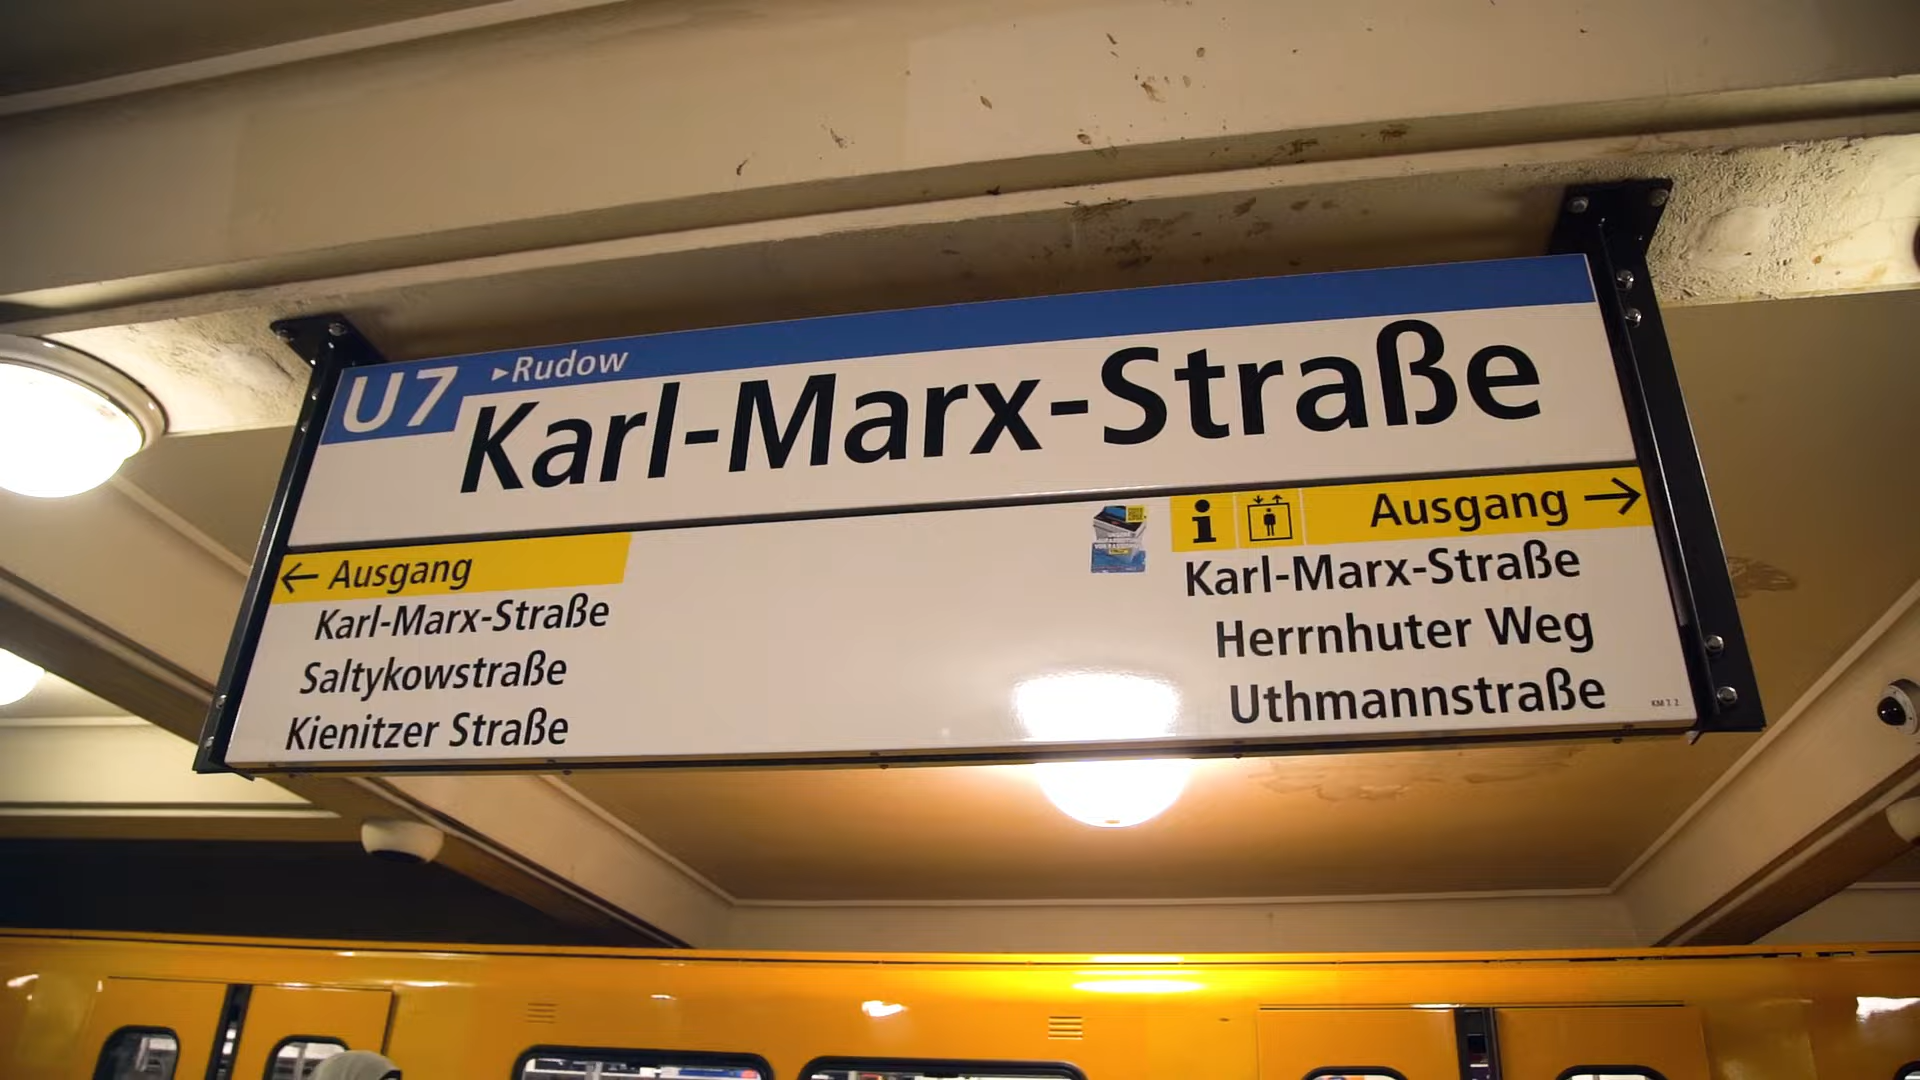 U7 ▸Rudow
Karl-Marx-Straße
← Ausgang
Karl-Marx-Straße
Saltykowstraße
Kienitzer Straße
i Ausgang →
Karl-Marx-Straße
Herrnhuter Weg
Uthmannstraße